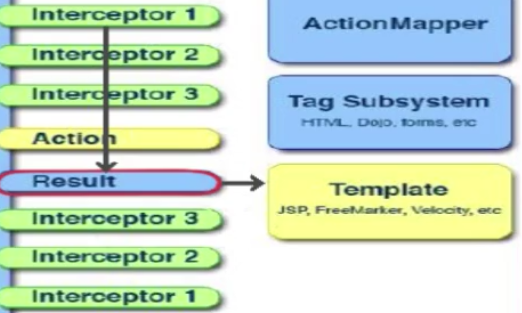 Interceptor 1
Interceptor 2
Interceptor 3
Action
Result
Interceptor 3
Interceptor 2
Interceptor 1
ActionMapper
Tag Subsystem
HTML, Dojo, forms, etc
Template
JSP, FreeMarker, Velocity, etc